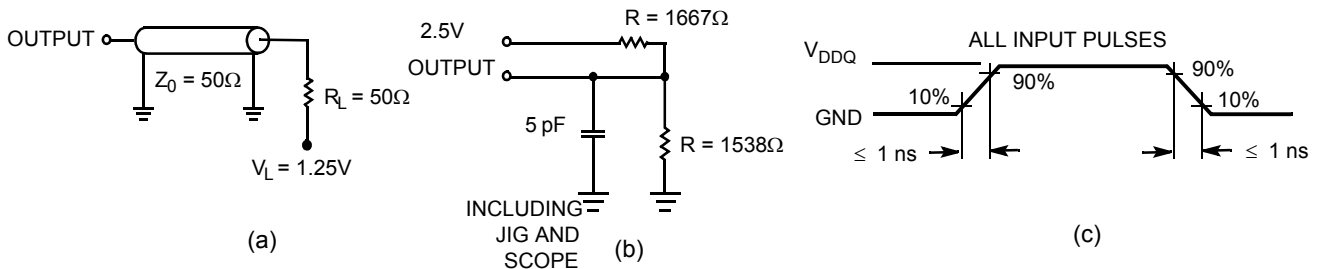 OUTPUT
Z0 = 50Ω
RL = 50Ω
VL = 1.25V
(a)
R = 1667Ω
2.5V
OUTPUT
5 pF
R = 1538Ω
INCLUDING
JIG AND
SCOPE
(b)
ALL INPUT PULSES
VDDQ
GND
10%
90%
90%
10%
≤ 1 ns
≤ 1 ns
(c)